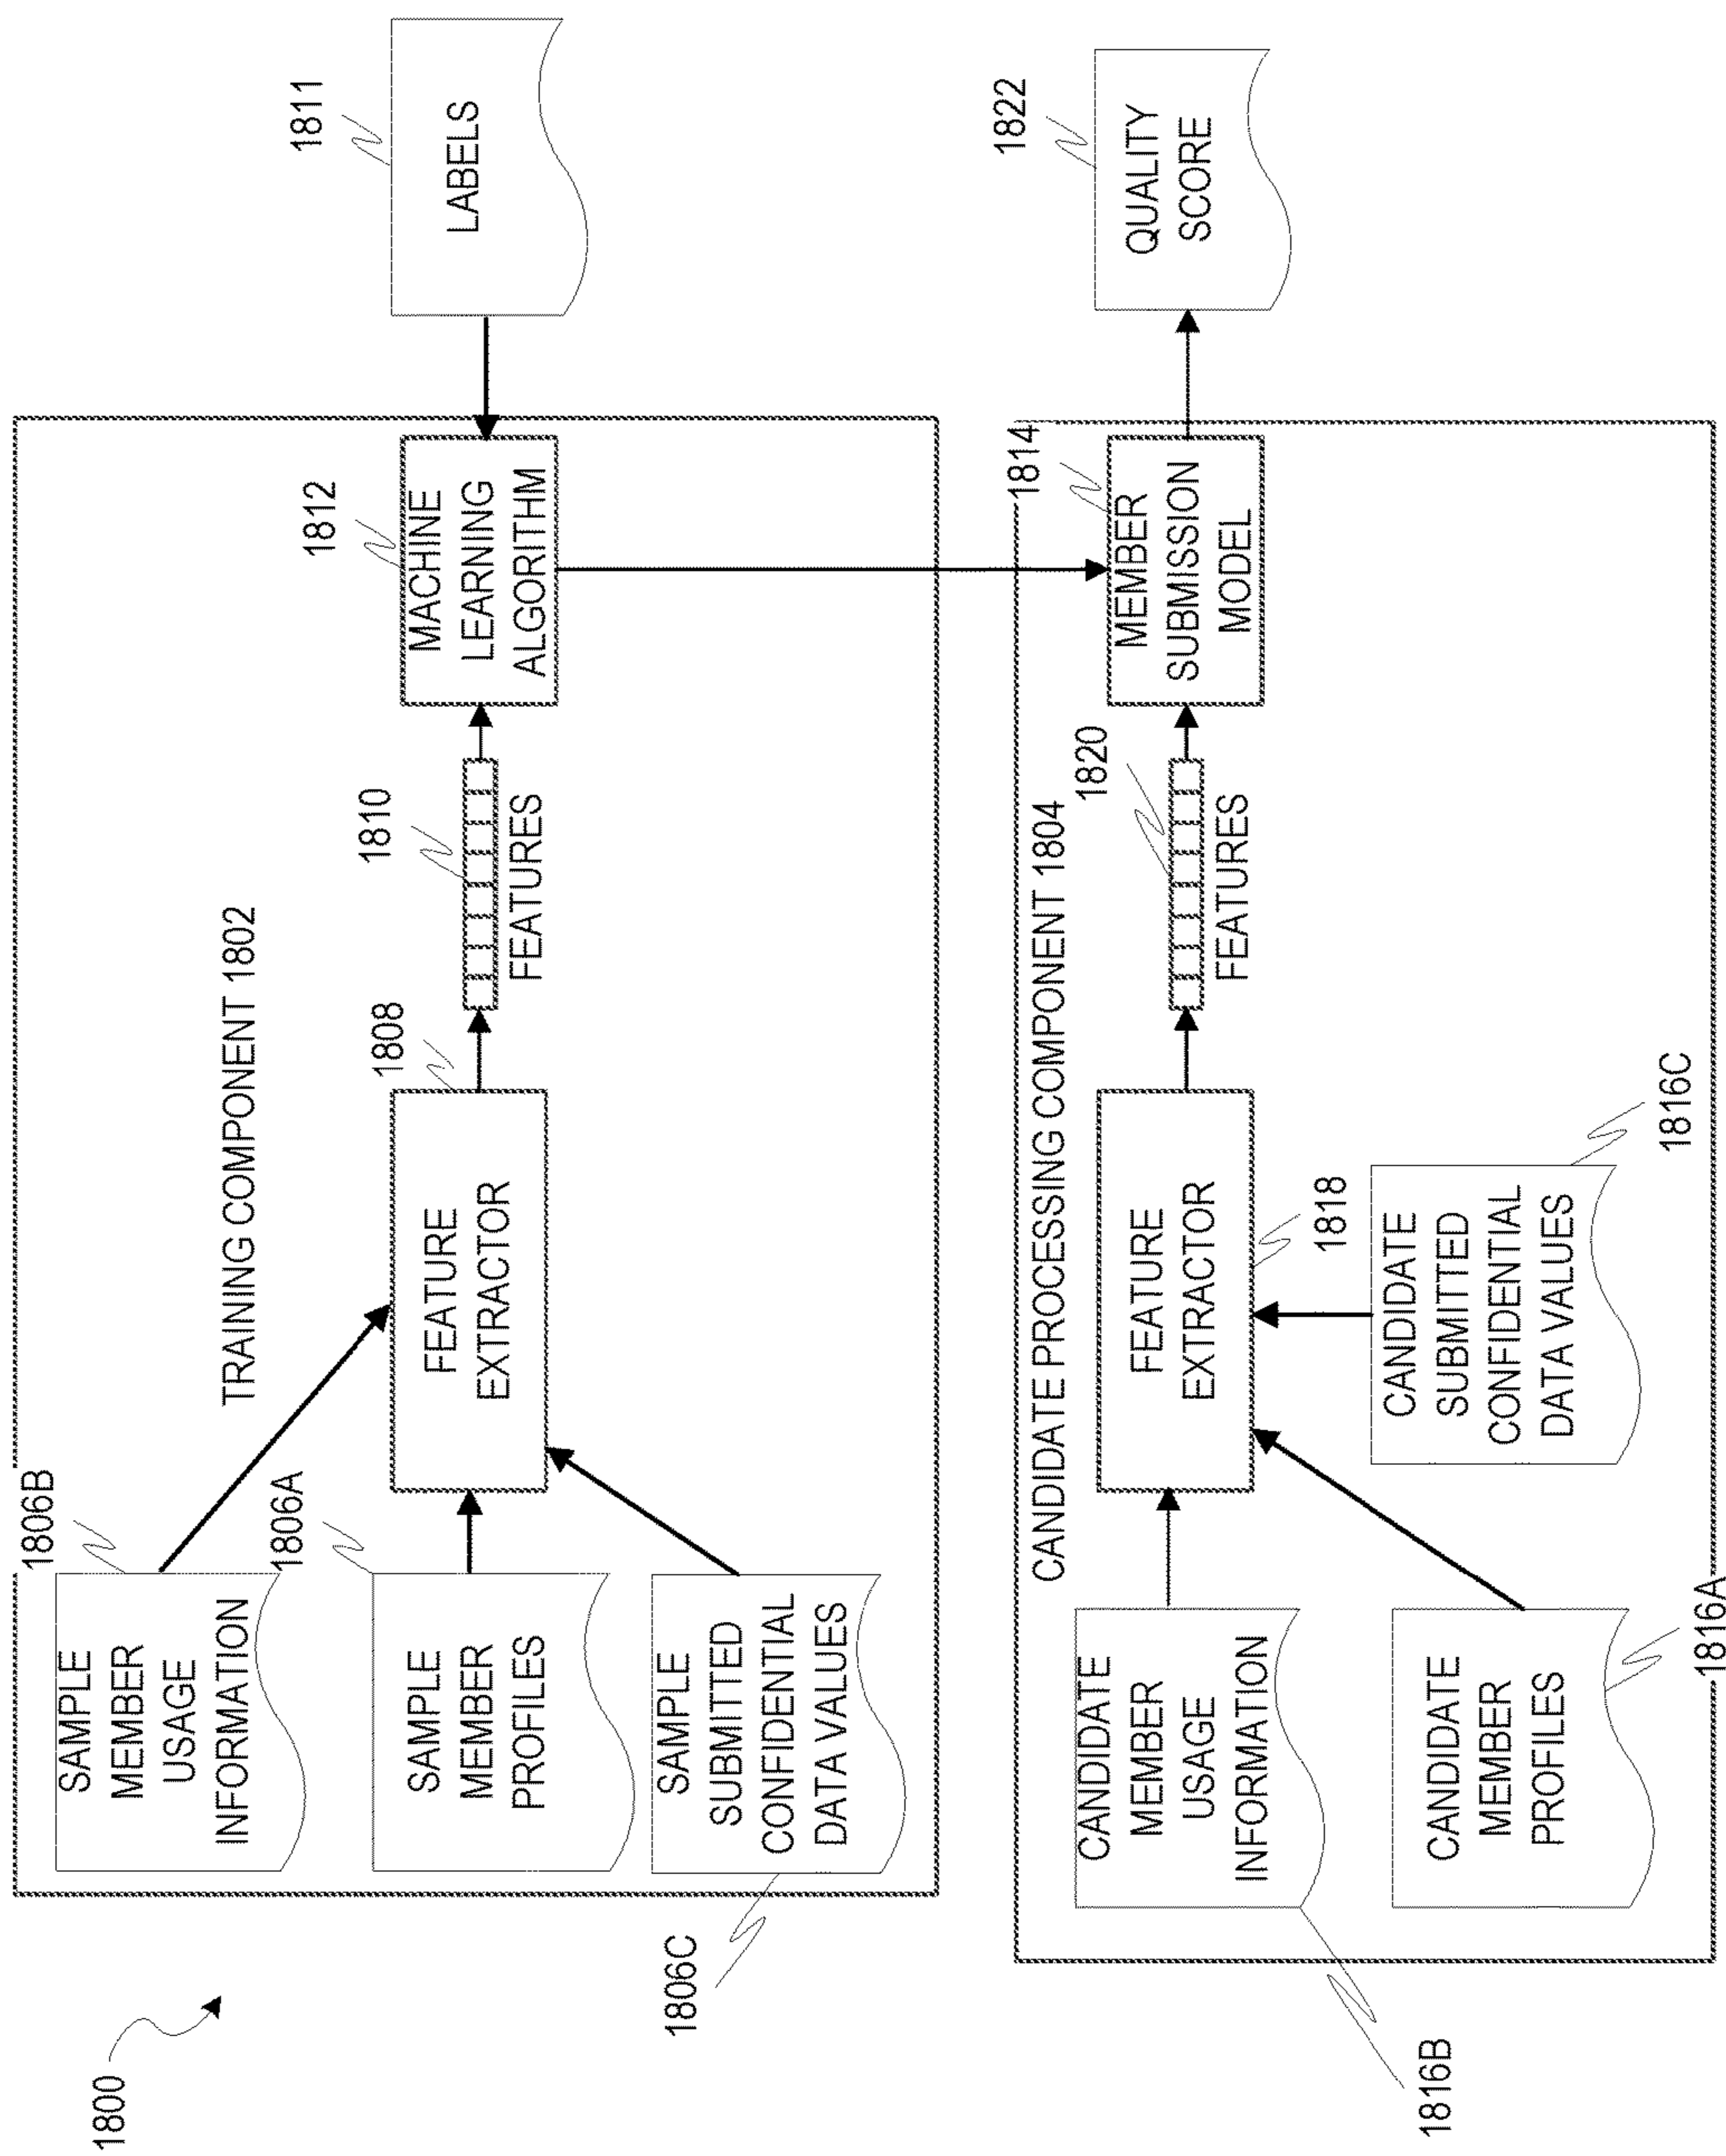 1800
TRAINING COMPONENT 1802
1806B
SAMPLE
MEMBER
USAGE
INFORMATION
1806A
SAMPLE
MEMBER
PROFILES
SAMPLE
SUBMITTED
CONFIDENTIAL
DATA VALUES
1806C
1808
FEATURE
EXTRACTOR
1810
FEATURES
1812
MACHINE
LEARNING
ALGORITHM
1811
LABELS
CANDIDATE PROCESSING COMPONENT 1804
CANDIDATE
MEMBER
USAGE
INFORMATION
1816B
CANDIDATE
MEMBER
PROFILES
1816A
FEATURE
EXTRACTOR
1818
CANDIDATE
SUBMITTED
CONFIDENTIAL
DATA VALUES
1816C
1820
FEATURES
1814
MEMBER
SUBMISSION
MODEL
1822
QUALITY
SCORE